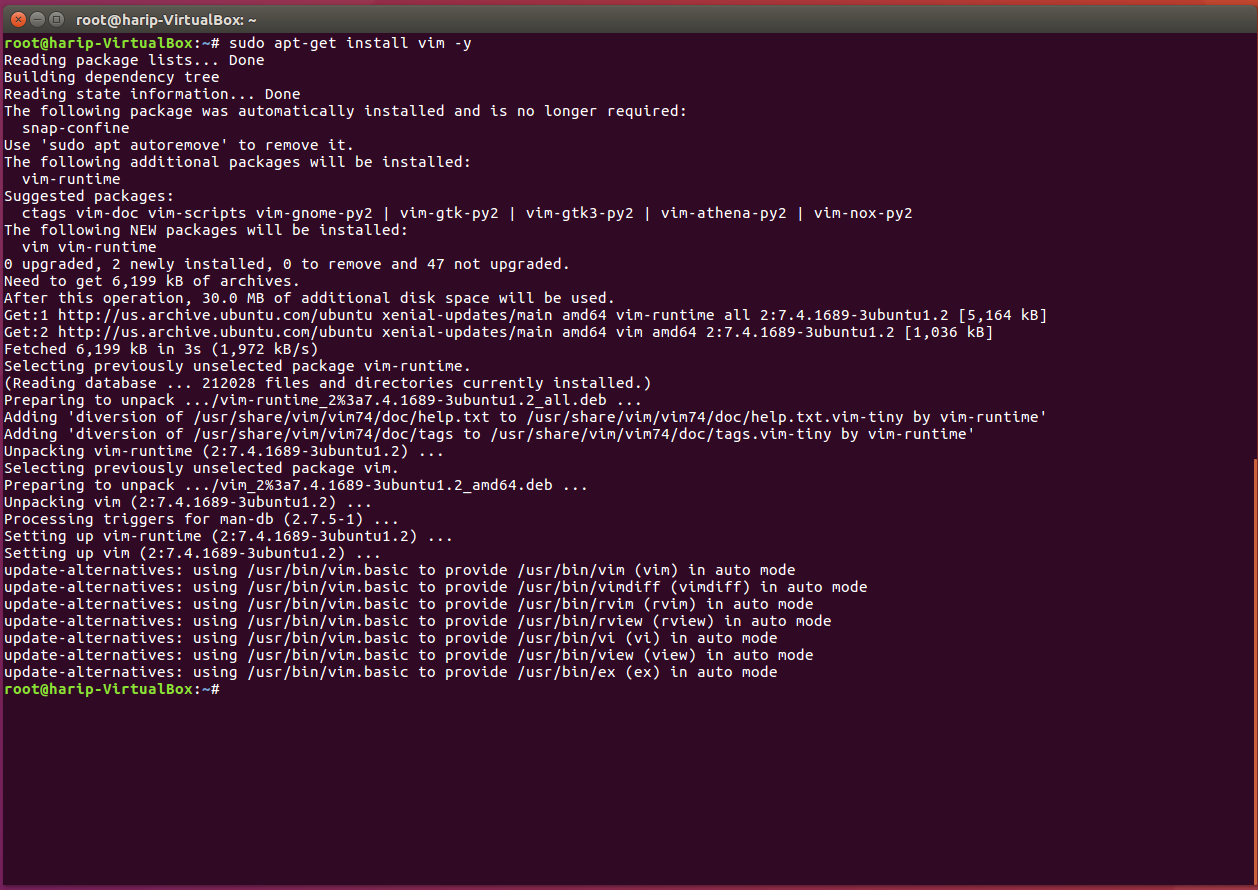 root@harip-VirtualBox: ~
root@harip-VirtualBox:~# sudo apt-get install vim -y
Reading package lists... Done
Building dependency tree
Reading state information... Done
The following package was automatically installed and is no longer required:
  snap-confine
Use 'sudo apt autoremove' to remove it.
The following additional packages will be installed:
  vim-runtime
Suggested packages:
  ctags vim-doc vim-scripts vim-gnome-py2 | vim-gtk-py2 | vim-gtk3-py2 | vim-athena-py2 | vim-nox-py2
The following NEW packages will be installed:
  vim vim-runtime
0 upgraded, 2 newly installed, 0 to remove and 47 not upgraded.
Need to get 6,199 kB of archives.
After this operation, 30.0 MB of additional disk space will be used.
Get:1 http://us.archive.ubuntu.com/ubuntu xenial-updates/main amd64 vim-runtime all 2:7.4.1689-3ubuntu1.2 [5,164 kB]
Get:2 http://us.archive.ubuntu.com/ubuntu xenial-updates/main amd64 vim amd64 2:7.4.1689-3ubuntu1.2 [1,036 kB]
Fetched 6,199 kB in 3s (1,972 kB/s)
Selecting previously unselected package vim-runtime.
(Reading database ... 212028 files and directories currently installed.)
Preparing to unpack .../vim-runtime_2%3a7.4.1689-3ubuntu1.2_all.deb ...
Adding 'diversion of /usr/share/vim/vim74/doc/help.txt to /usr/share/vim/vim74/doc/help.txt.vim-tiny by vim-runtime'
Adding 'diversion of /usr/share/vim/vim74/doc/tags to /usr/share/vim/vim74/doc/tags.vim-tiny by vim-runtime'
Unpacking vim-runtime (2:7.4.1689-3ubuntu1.2) ...
Selecting previously unselected package vim.
Preparing to unpack .../vim_2%3a7.4.1689-3ubuntu1.2_amd64.deb ...
Unpacking vim (2:7.4.1689-3ubuntu1.2) ...
Processing triggers for man-db (2.7.5-1) ...
Setting up vim-runtime (2:7.4.1689-3ubuntu1.2) ...
Setting up vim (2:7.4.1689-3ubuntu1.2) ...
update-alternatives: using /usr/bin/vim.basic to provide /usr/bin/vim (vim) in auto mode
update-alternatives: using /usr/bin/vim.basic to provide /usr/bin/vimdiff (vimdiff) in auto mode
update-alternatives: using /usr/bin/vim.basic to provide /usr/bin/rvim (rvim) in auto mode
update-alternatives: using /usr/bin/vim.basic to provide /usr/bin/rview (rview) in auto mode
update-alternatives: using /usr/bin/vim.basic to provide /usr/bin/vi (vi) in auto mode
update-alternatives: using /usr/bin/vim.basic to provide /usr/bin/view (view) in auto mode
update-alternatives: using /usr/bin/vim.basic to provide /usr/bin/ex (ex) in auto mode
root@harip-VirtualBox:~#